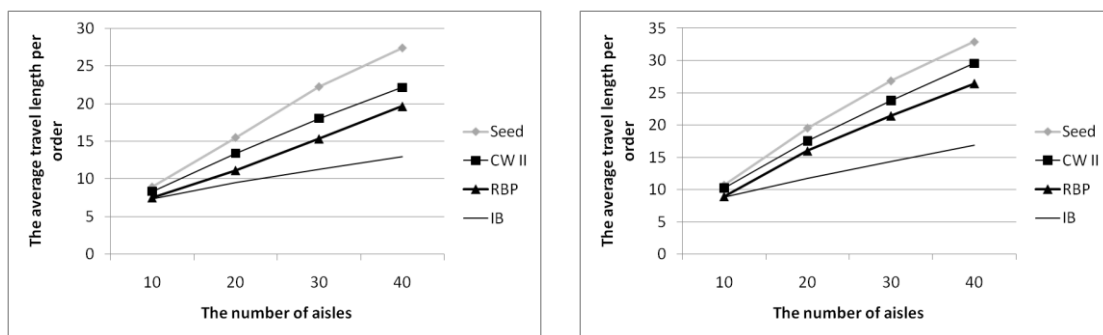 30
25
20
15
10
5
0
The average travel length per
order
10 20 30 40
The number of aisles
Seed
CW II
RBP
IB
35
30
25
20
15
10
5
0
The average travel length per
order
10 20 30 40
The number of aisles
Seed
CW II
RBP
IB